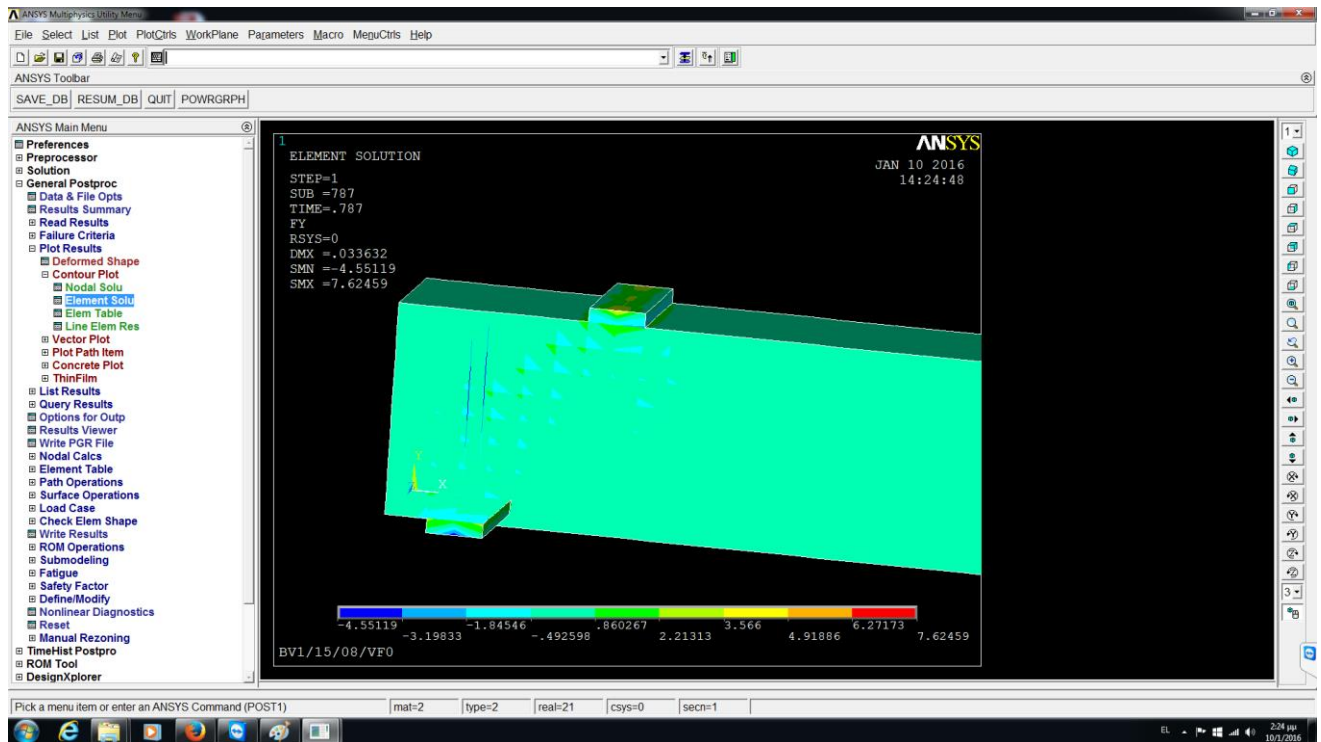 ANSYS Multiphysics Utility Menu
File Select List Plot PlotCtrls WorkPlane Parameters Macro MenuCtrls Help
ANSYS Toolbar
SAVE_DB RESUM_DB QUIT POWRGRPH
ANSYS Main Menu
Preferences
Preprocessor
Solution
General Postproc
Data & File Opts
Results Summary
Read Results
Failure Criteria
Plot Results
Deformed Shape
Contour Plot
Nodal Solu
Element Solu
Elem Table
Line Elem Res
Vector Plot
Plot Path Item
Concrete Plot
ThinFilm
List Results
Query Results
Options for Outp
Results Viewer
Write PGR File
Nodal Calcs
Element Table
Path Operations
Surface Operations
Load Case
Check Elem Shape
Write Results
ROM Operations
Submodeling
Fatigue
Safety Factor
Define/Modify
Nonlinear Diagnostics
Reset
Manual Rezoning
TimeHist Postpro
ROM Tool
DesignXplorer
1
ELEMENT SOLUTION
STEP=1
SUB =787
TIME=.787
FY
RSYS=0
DMX =.033632
SMN =-4.55119
SMX =7.62459
ANSYS
JAN 10 2016
14:24:48
Y
X
-4.55119 -1.84546 .860267 3.566 6.27173
-3.19833 -.492598 2.21313 4.91886 7.62459
BV1/15/08/VF0
1
3
Pick a menu item or enter an ANSYS Command (POST1) mat=2 type=2 real=21 csys=0 secn=1
EL 2:24 μμ
10/1/2016